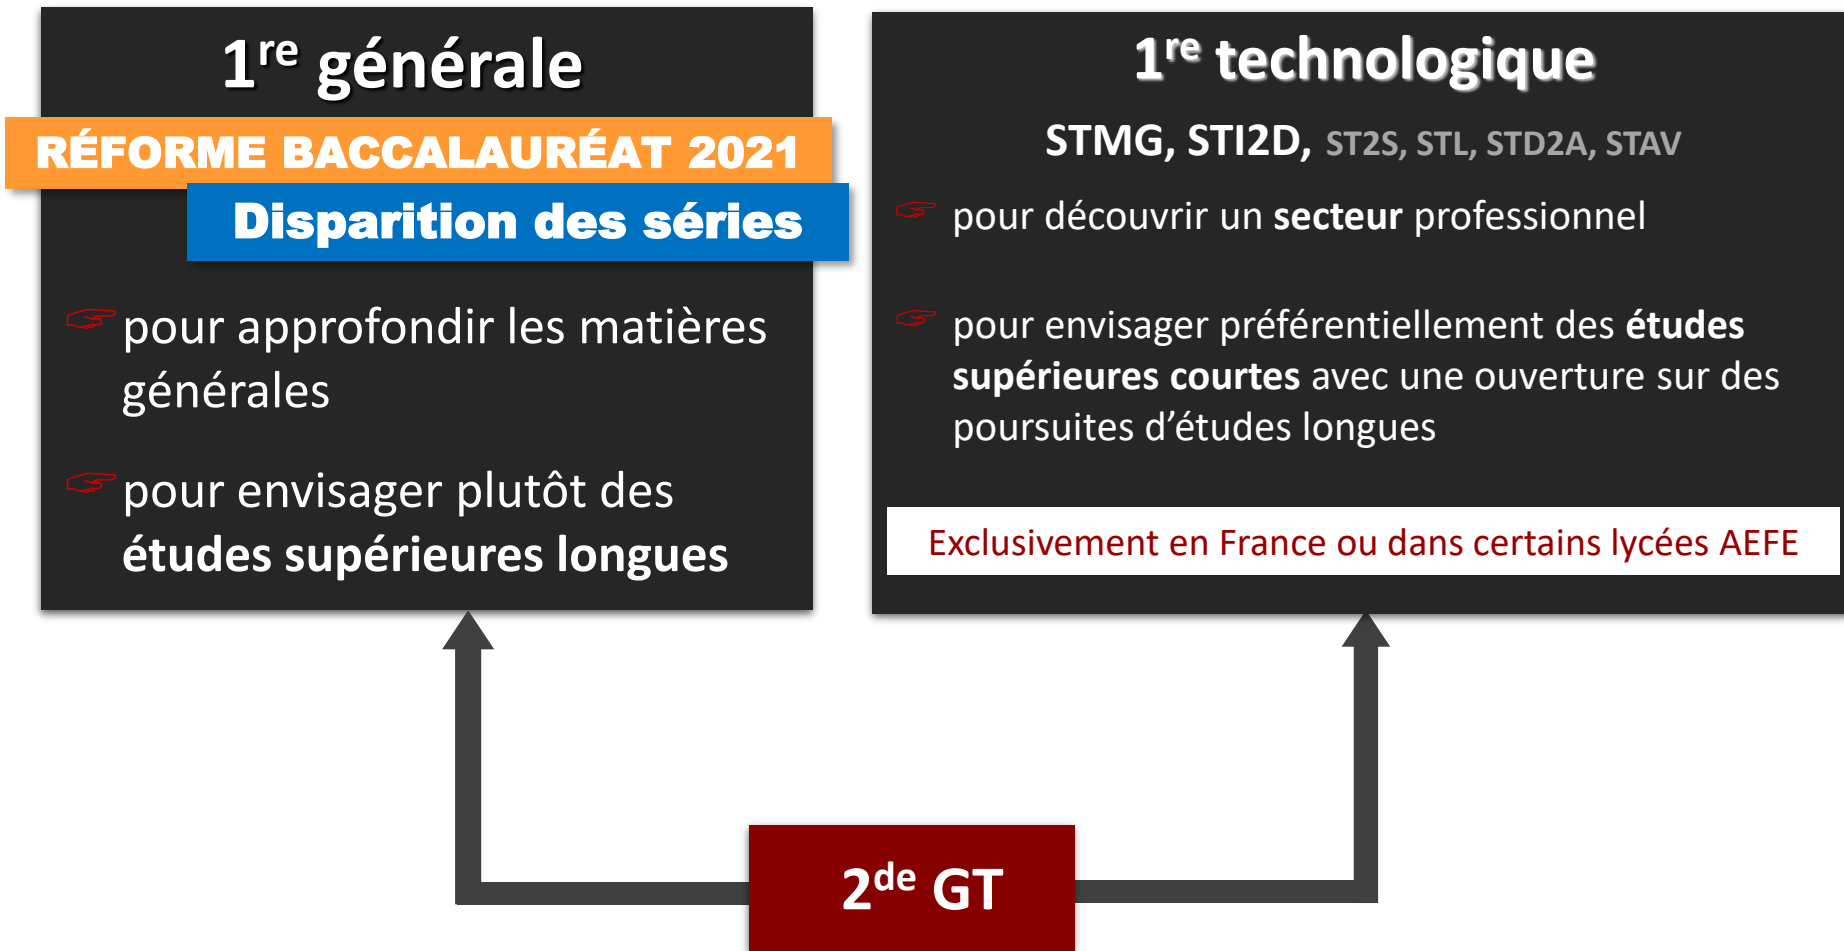 1re générale
RÉFORME BACCALAURÉAT 2021
Disparition des séries
pour approfondir les matières
générales
pour envisager plutôt des
études supérieures longues
1re technologique
STMG, STI2D, ST2S, STL, STD2A, STAV
pour découvrir un secteur professionnel
pour envisager préférentiellement des études
supérieures courtes avec une ouverture sur des
poursuites d’études longues
Exclusivement en France ou dans certains lycées AEFE
2de GT